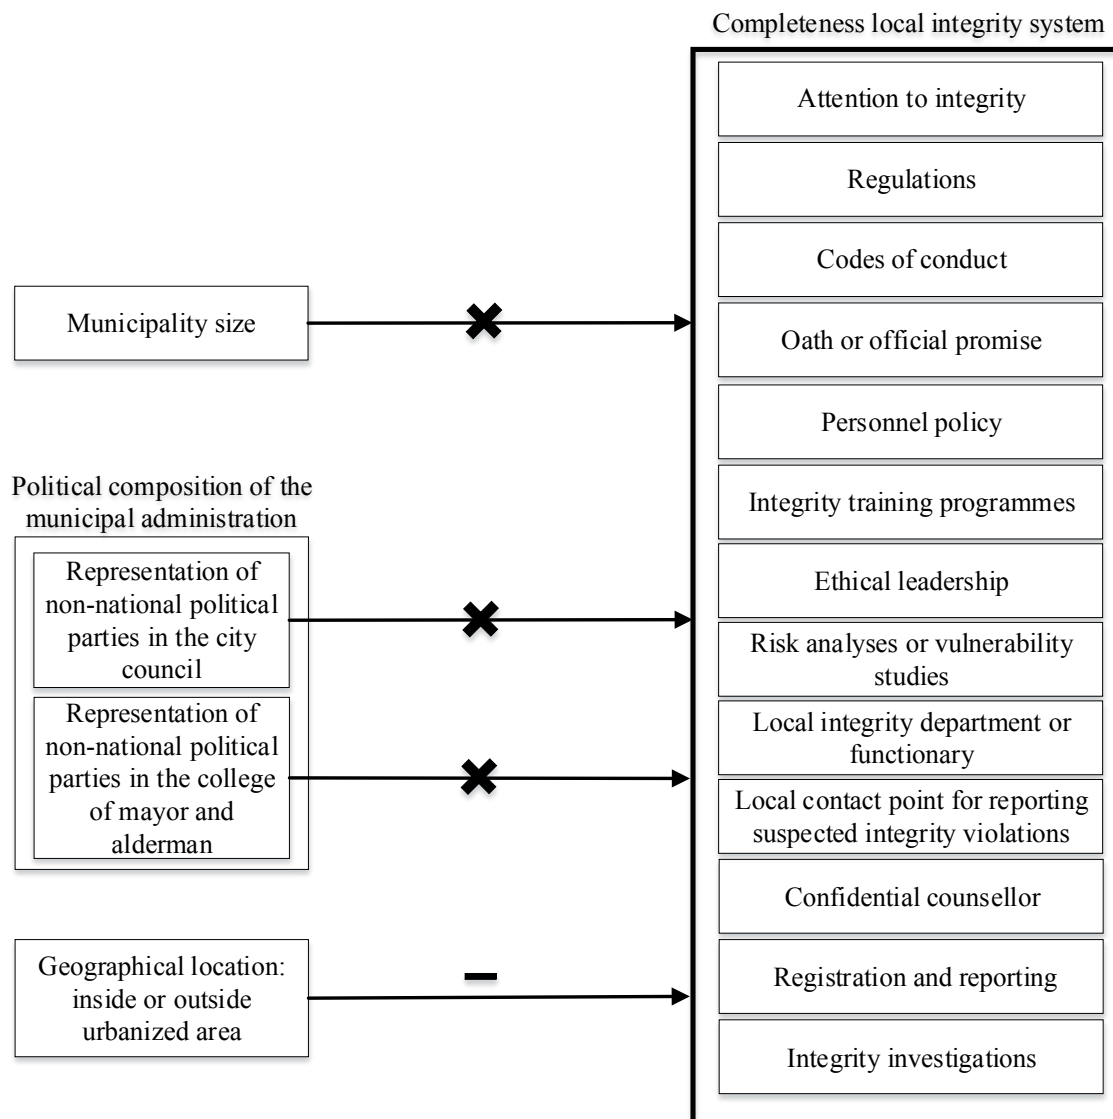 Completeness local integrity system
Attention to integrity
Regulations
Codes of conduct
Municipality size
Oath or official promise
Personnel policy
Political composition of the
municipal administration
Integrity training programmes
Representation of
non-national political
parties in the city
council
Ethical leadership
Risk analyses or vulnerability
studies
Representation of
non-national political
parties in the college
of mayor and
alderman
Local integrity department or
functionary
Local contact point for reporting
suspected integrity violations
Confidential counsellor
Geographical location:
inside or outside
urbanized area
Registration and reporting
Integrity investigations